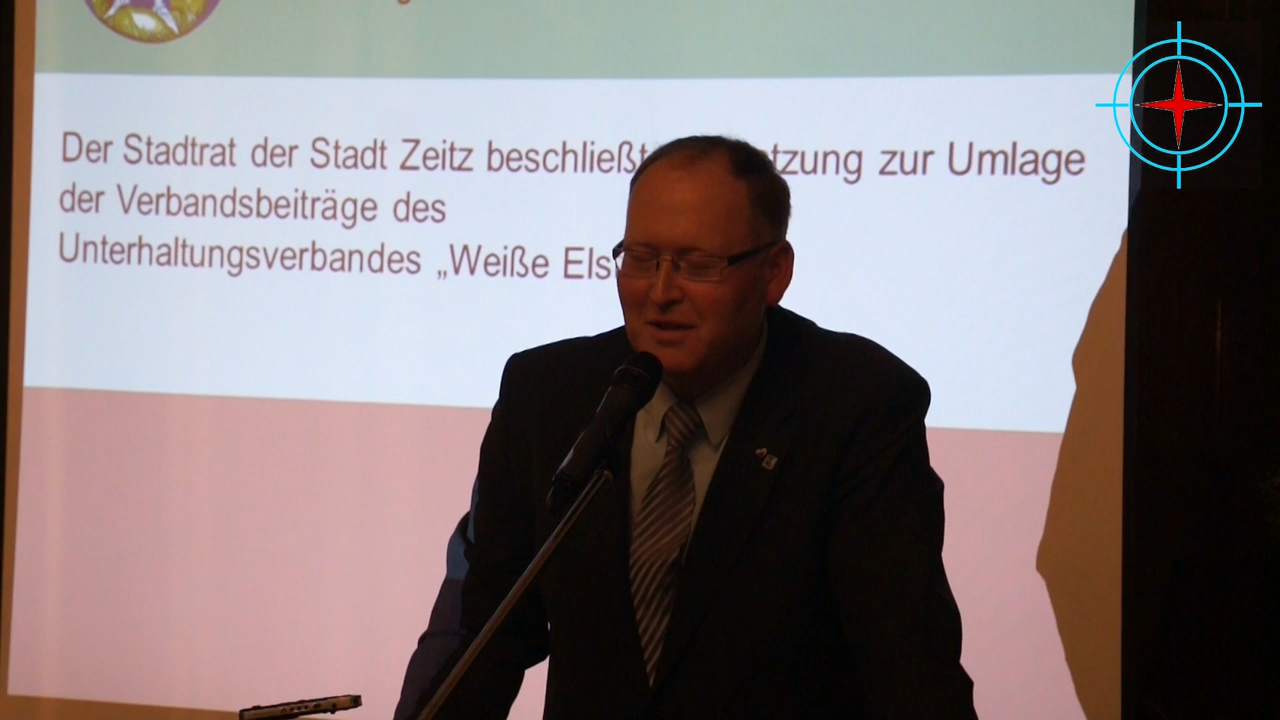 Der Stadtrat der Stadt Zeitz beschließt tzung zur Umlage
der Verbandsbeiträge des
Unterhaltungsverbandes „Weiße Els